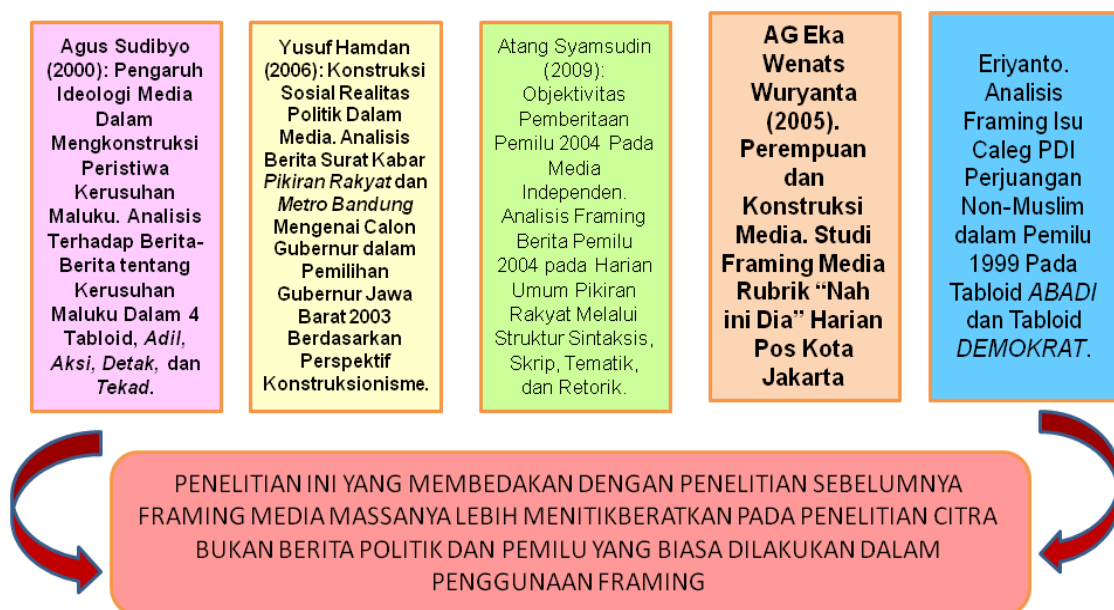 Agus Sudibyo
(2000): Pengaruh
Ideologi Media
Dalam
Mengkonstruksi
Peristiwa
Kerusuhan
Maluku. Analisis
Terhadap Berita-
Berita tentang
Kerusuhan
Maluku Dalam 4
Tabloid, Adil,
Aksi, Detak, dan
Tekad.
Yusuf Hamdan
(2006): Konstruksi
Sosial Realitas
Politik Dalam
Media. Analisis
Berita Surat Kabar
Pikiran Rakyat dan
Metro Bandung
Mengenai Calon
Gubernur dalam
Pemilihan
Gubernur Jawa
Barat 2003
Berdasarkan
Perspektif
Konstruksionisme.
Atang Syamsudin
(2009):
Objektivitas
Pemberitaan
Pemilu 2004 Pada
Media
Independen.
Analisis Framing
Berita Pemilu
2004 pada Harian
Umum Pikiran
Rakyat Melalui
Struktur Sintaksis,
Skrip, Tematik,
dan Retorik.
AG Eka
Wenats
Wuryanta
(2005).
Perempuan
dan
Konstruksi
Media. Studi
Framing Media
Rubrik “Nah
ini Dia” Harian
Pos Kota
Jakarta
Eriyanto.
Analisis
Framing Isu
Caleg PDI
Perjuangan
Non-Muslim
dalam Pemilu
1999 Pada
Tabloid ABADI
dan Tabloid
DEMOKRAT.
PENELITIAN INI YANG MEMBEDAKAN DENGAN PENELITIAN SEBELUMNYA
FRAMING MEDIA MASSANYA LEBIH MENITIKBERATKAN PADA PENELITIAN CITRA
BUKAN BERITA POLITIK DAN PEMILU YANG BIASA DILAKUKAN DALAM
PENGGUNAAN FRAMING